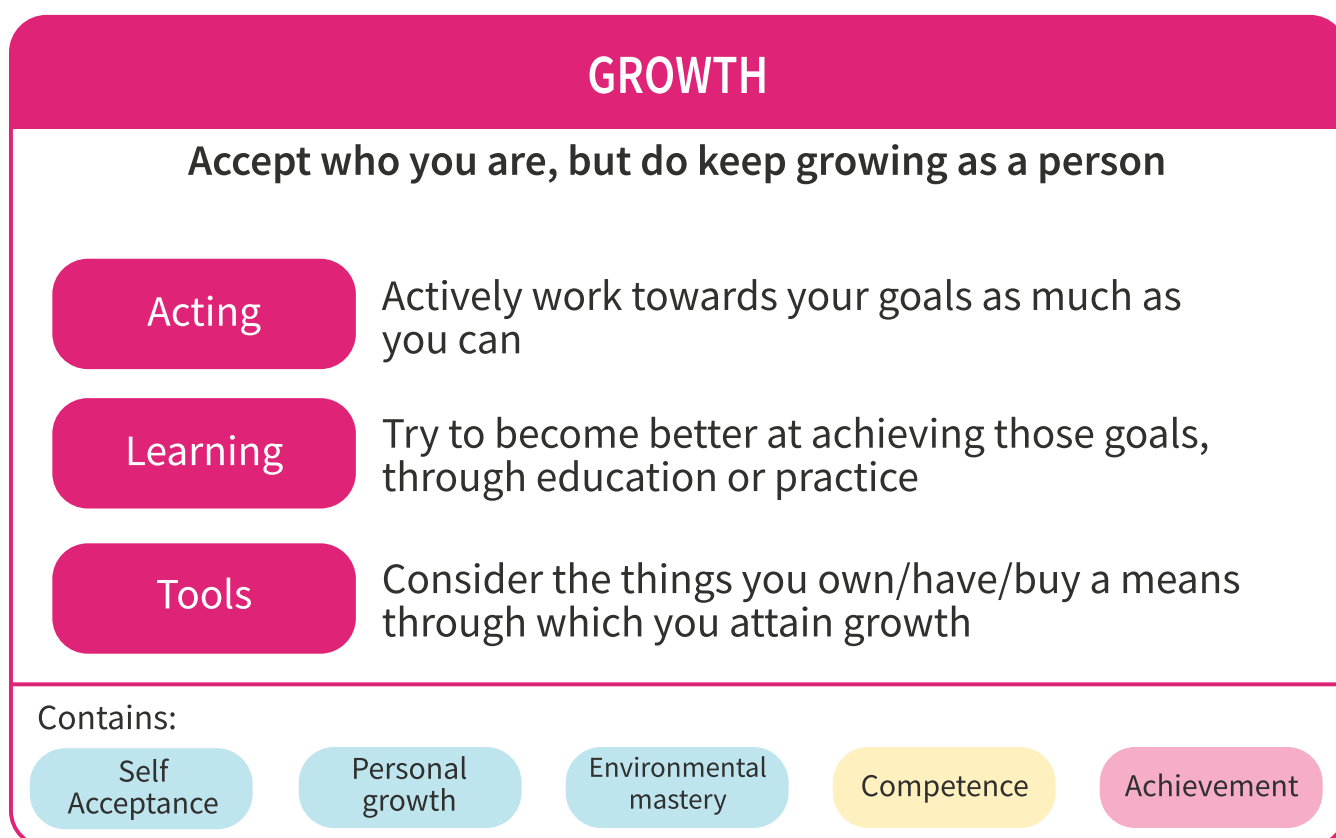 GROWTH
Accept who you are, but do keep growing as a person
Acting
Actively work towards your goals as much as
you can
Learning
Try to become better at achieving those goals,
through education or practice
Tools
Consider the things you own/have/buy a means
through which you attain growth
Contains:
Self
Acceptance
Personal
growth
Environmental
mastery
Competence
Achievement